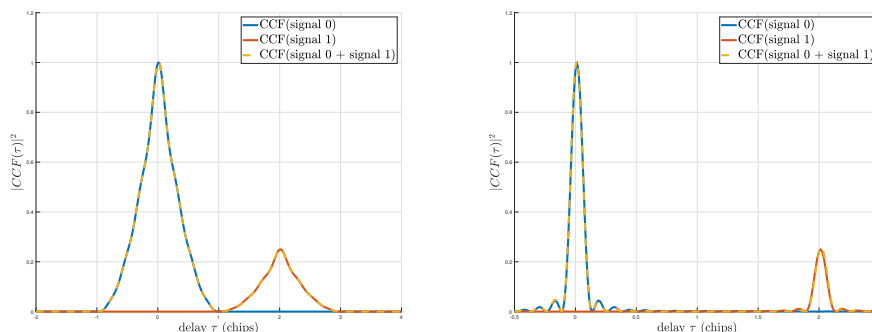 CCF(signal 0)
CCF(signal 1)
CCF(signal 0 + signal 1)
1.2
1
0.8
0.6
0.4
0.2
0
|CCF(τ)|²
-2 -1 0 1 2 3 4
delay τ (chips)
CCF(signal 0)
CCF(signal 1)
CCF(signal 0 + signal 1)
1.2
1
0.8
0.6
0.4
0.2
0
|CCF(τ)|²
-0.5 0 0.5 1 1.5 2
delay τ (chips)